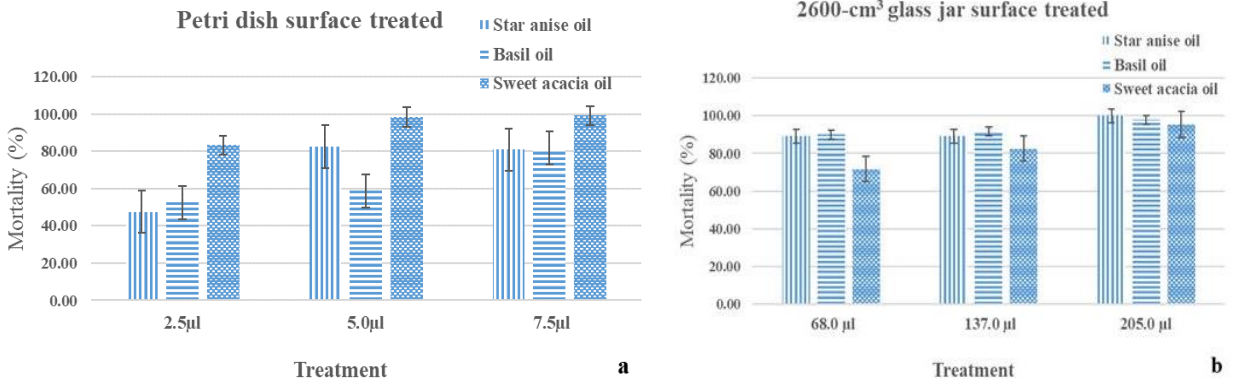 Petri dish surface treated
Star anise oil
Basil oil
Sweet acacia oil
120.00
100.00
80.00
60.00
40.00
20.00
0.00
Mortality (%)
2.5µl
5.0µl
7.5µl
Treatment
a
2600-cm³ glass jar surface treated
Star anise oil
Basil oil
Sweet acacia oil
120.00
100.00
80.00
60.00
40.00
20.00
0.00
Mortality (%)
68.0 µl
137.0 µl
205.0 µl
Treatment
b